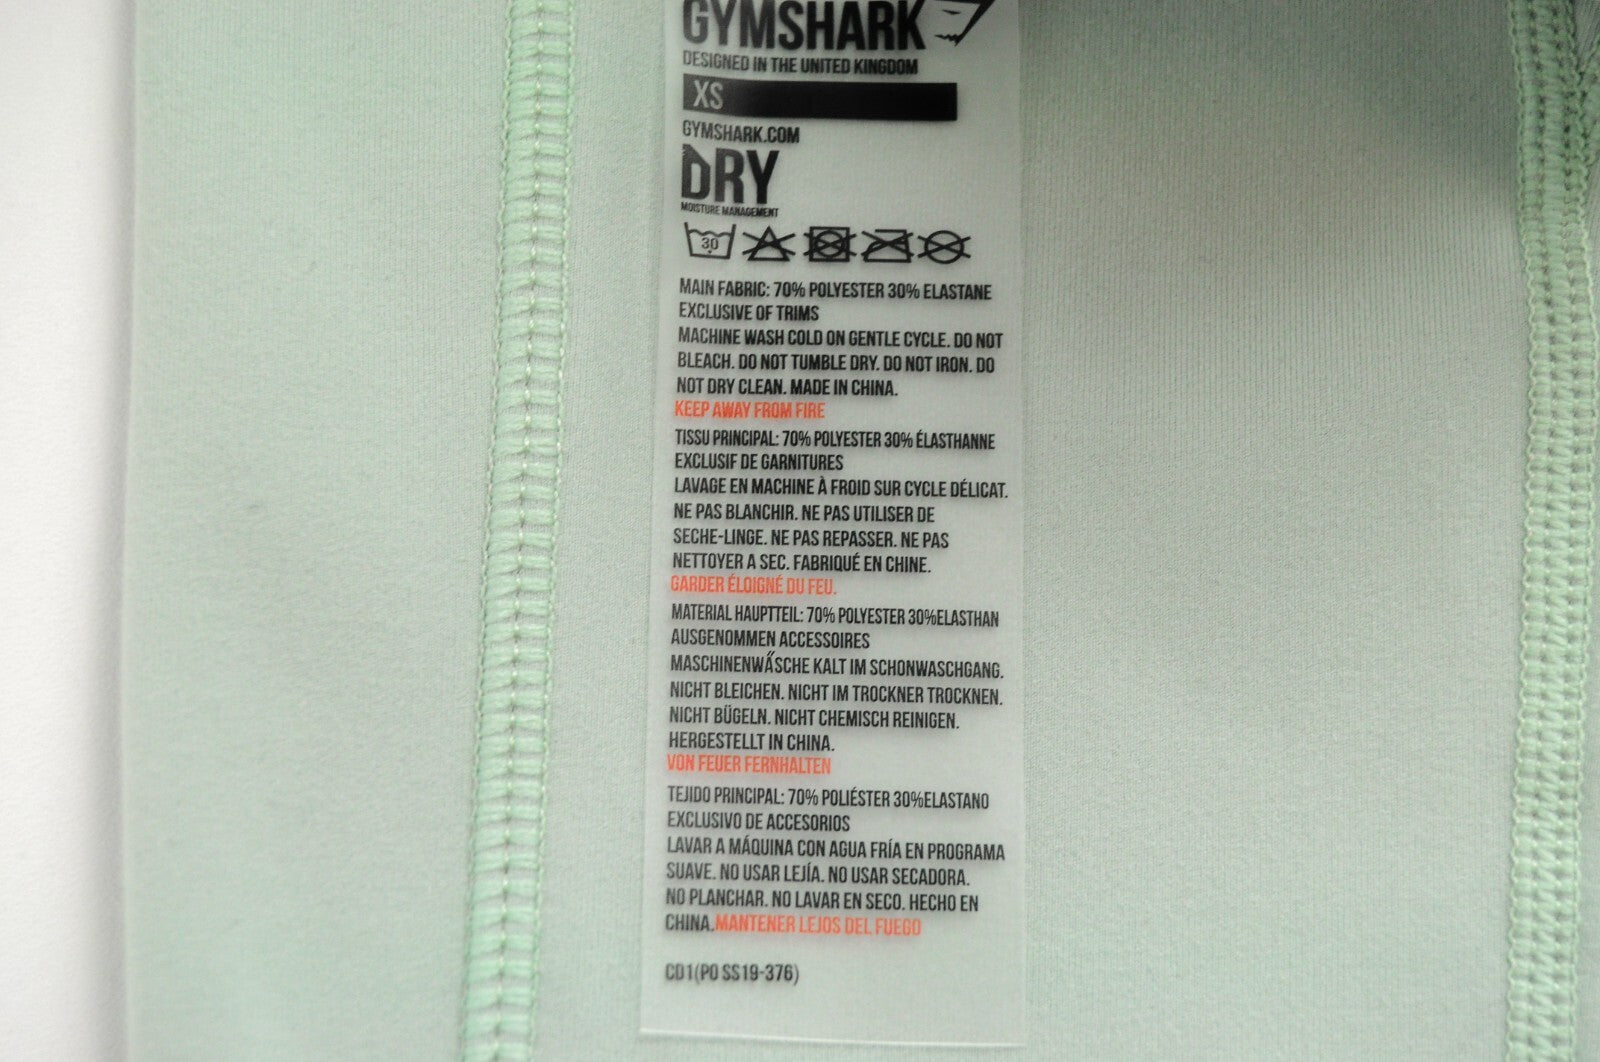 GYMSHARK
DESIGNED IN THE UNITED KINGDOM
XS
GYMSHARK.COM
DRY
MOISTURE MANAGEMENT
30
MAIN FABRIC: 70% POLYESTER 30% ELASTANE
EXCLUSIVE OF TRIMS
MACHINE WASH COLD ON GENTLE CYCLE. DO NOT
BLEACH. DO NOT TUMBLE DRY. DO NOT IRON. DO
NOT DRY CLEAN. MADE IN CHINA.
KEEP AWAY FROM FIRE
TISSU PRINCIPAL: 70% POLYESTER 30% ÉLASTHANNE
EXCLUSIF DE GARNITURES
LAVAGE EN MACHINE À FROID SUR CYCLE DÉLICAT.
NE PAS BLANCHIR. NE PAS UTILISER DE
SECHE-LINGE. NE PAS REPASSER. NE PAS
NETTOYER A SEC. FABRIQUÉ EN CHINE.
GARDER ÉLOIGNÉ DU FEU.
MATERIAL HAUPTTEIL: 70% POLYESTER 30%ELASTHAN
AUSGENOMMEN ACCESSOIRES
MASCHINENWA̋SCHE KALT IM SCHONWASCHGANG.
NICHT BLEICHEN. NICHT IM TROCKNER TROCKNEN.
NICHT BÜGELN. NICHT CHEMISCH REINIGEN.
HERGESTELLT IN CHINA.
VON FEUER FERNHALTEN
TEJIDO PRINCIPAL: 70% POLIÉSTER 30%ELASTANO
EXCLUSIVO DE ACCESORIOS
LAVAR A MÁQUINA CON AGUA FRÍA EN PROGRAMA
SUAVE. NO USAR LEJÍA. NO USAR SECADORA.
NO PLANCHAR. NO LAVAR EN SECO. HECHO EN
CHINA.MANTENER LEJOS DEL FUEGO
CD1(PO SS19-376)